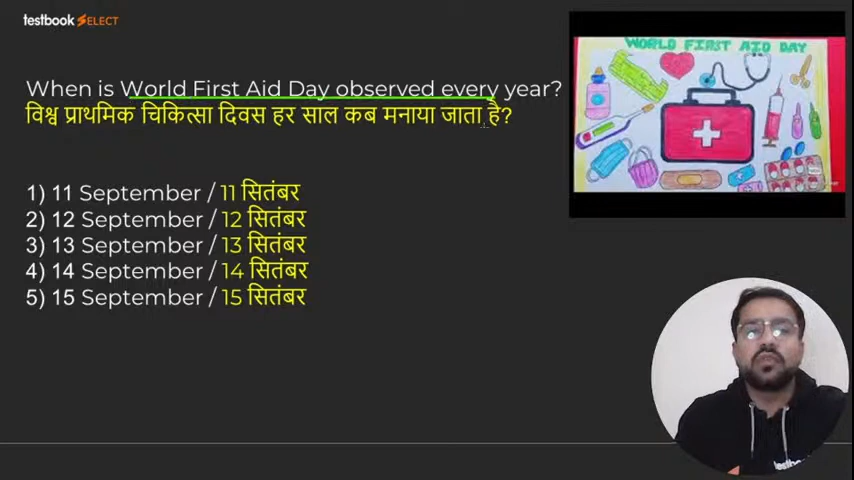 testbook SELECT
WORLD FIRST AID DAY
When is World First Aid Day observed every year?
विश्व प्राथमिक चिकित्सा दिवस हर साल कब मनाया जाता है?
1) 11 September / 11 सितंबर
2) 12 September / 12 सितंबर
3) 13 September / 13 सितंबर
4) 14 September / 14 सितंबर
5) 15 September / 15 सितंबर